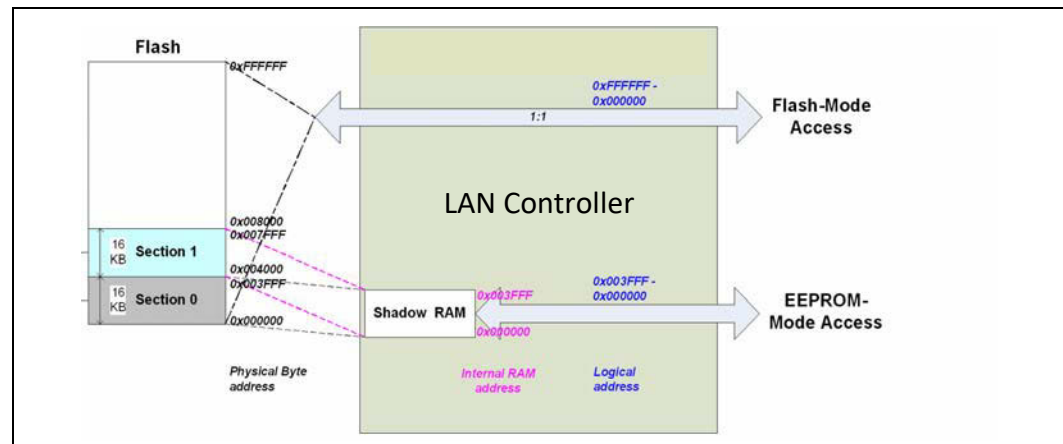 Flash
0xFFFFFF
0x008000
0x007FFF
16
KB
Section 1
0x004000
0x003FFF
16
KB
Section 0
0x000000
Physical Byte
address
LAN Controller
0xFFFFFF -
0x000000
1:1
Flash-Mode
Access
Shadow RAM
0x003FFF
0x000000
Internal RAM
address
0x003FFF -
0x000000
Logical
address
EEPROM-
Mode Access